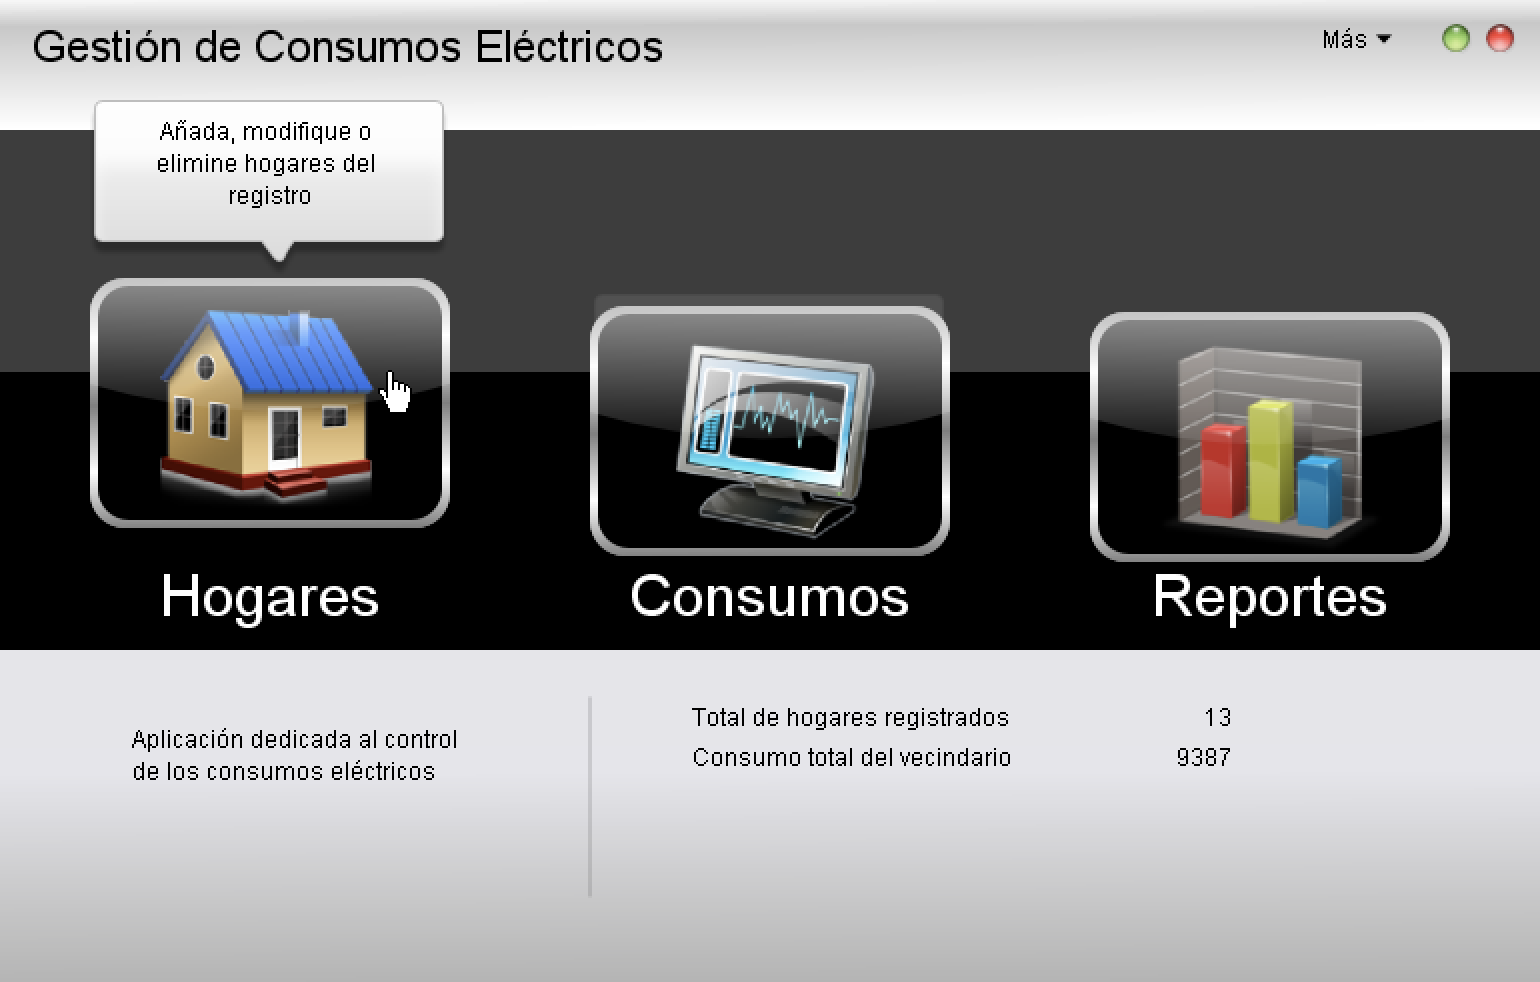 Gestión de Consumos Eléctricos
Más
Añada, modifique o
elimine hogares del
registro
Hogares
Consumos
Reportes
Aplicación dedicada al control
de los consumos eléctricos
Total de hogares registrados 13
Consumo total del vecindario 9387